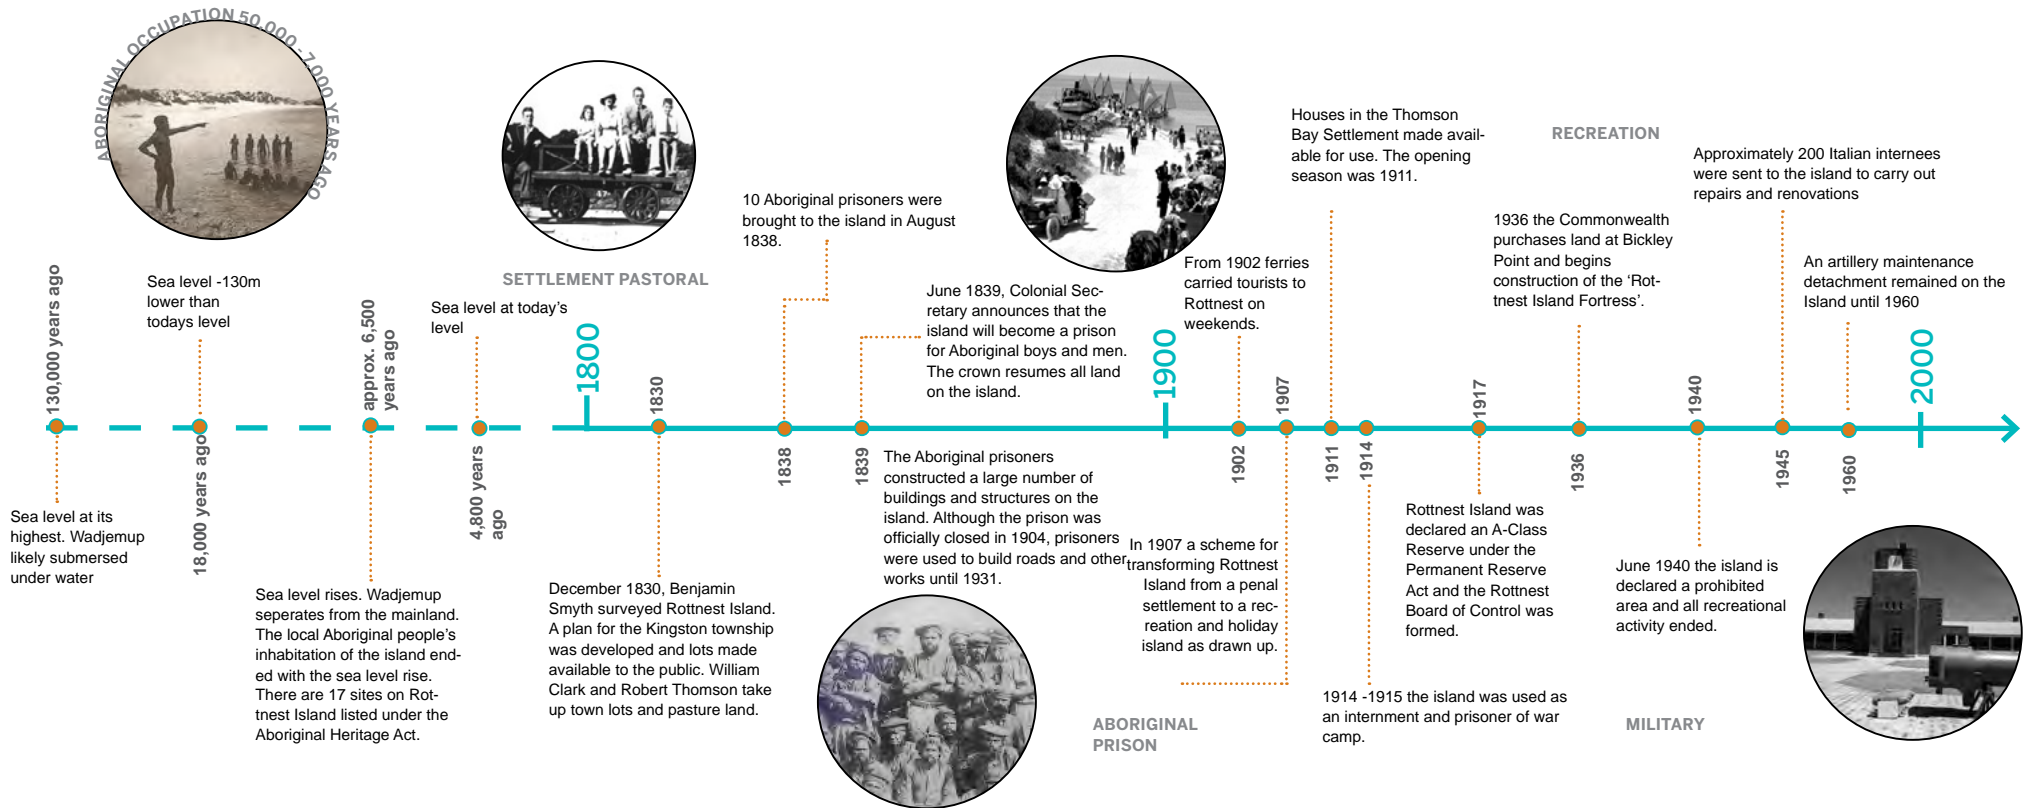 ABORIGINAL OCCUPATION 50,000 - 7,000 YEARS AGO
130,000 years ago
Sea level at its
highest. Wadjemup
likely submersed
under water
Sea level -130m
lower than
todays level
18,000 years ago
approx. 6,500
years ago
Sea level rises. Wadjemup
seperates from the mainland.
The local Aboriginal people's
inhabitation of the island end-
ed with the sea level rise.
There are 17 sites on Rot-
tnest Island listed under the
Aboriginal Heritage Act.
Sea level at today's
level
4,800 years
ago
SETTLEMENT PASTORAL
1800
1830
December 1830, Benjamin
Smyth surveyed Rottnest Island.
A plan for the Kingston township
was developed and lots made
available to the public. William
Clark and Robert Thomson take
up town lots and pasture land.
10 Aboriginal prisoners were
brought to the island in August
1838.
1838
June 1839, Colonial Sec-
retary announces that the
island will become a prison
for Aboriginal boys and men.
The crown resumes all land
on the island.
1839
The Aboriginal prisoners
constructed a large number of
buildings and structures on the
island. Although the prison was
officially closed in 1904, prisoners
were used to build roads and other
works until 1931.
ABORIGINAL
PRISON
1900
From 1902 ferries
carried tourists to
Rottnest on
weekends.
1902
1907
In 1907 a scheme for
transforming Rottnest
Island from a penal
settlement to a rec-
reation and holiday
island as drawn up.
Houses in the Thomson
Bay Settlement made avail-
able for use. The opening
season was 1911.
1911
1914
1914 -1915 the island was used as
an internment and prisoner of war
camp.
1917
Rottnest Island was
declared an A-Class
Reserve under the
Permanent Reserve
Act and the Rottnest
Board of Control was
formed.
RECREATION
1936 the Commonwealth
purchases land at Bickley
Point and begins
construction of the 'Rot-
tnest Island Fortress'.
1936
1940
June 1940 the island is
declared a prohibited
area and all recreational
activity ended.
MILITARY
Approximately 200 Italian internees
were sent to the island to carry out
repairs and renovations
1945
An artillery maintenance
detachment remained on the
Island until 1960
1960
2000